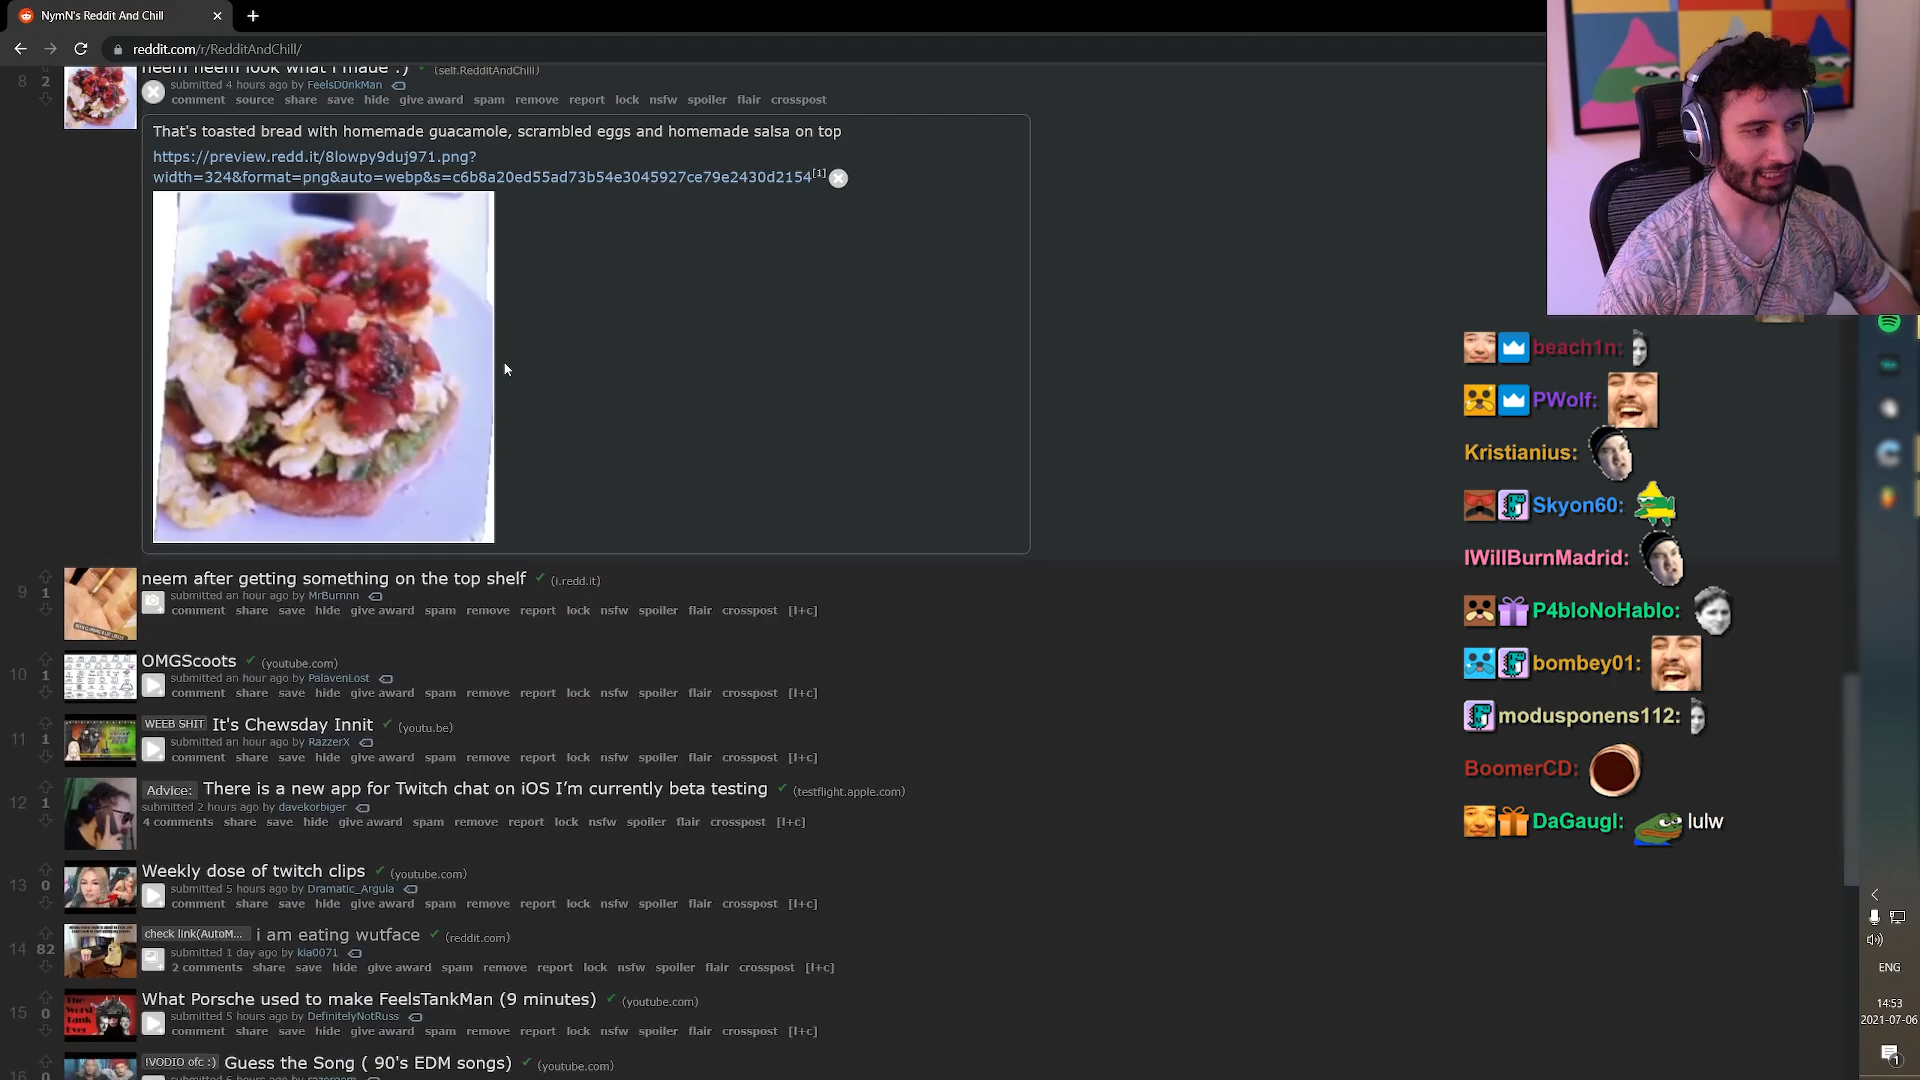 NymN's Reddit And Chill
reddit.com/r/RedditAndChill/
8 2 neem neem look what i made :) (self.RedditAndChill)
submitted 4 hours ago by FeelsD0nkMan
comment source share save hide give award spam remove report lock nsfw spoiler flair crosspost
That's toasted bread with homemade guacamole, scrambled eggs and homemade salsa on top
https://preview.redd.it/8lowpy9duj971.png?
width=324&format=png&auto=webp&s=c6b8a20ed55ad73b54e3045927ce79e2430d2154[1]
9 1 neem after getting something on the top shelf (i.redd.it)
submitted an hour ago by MrBumnn
comment share save hide give award spam remove report lock nsfw spoiler flair crosspost [l+c]
10 1 OMGScoots (youtube.com)
submitted an hour ago by PalavenLost
comment share save hide give award spam remove report lock nsfw spoiler flair crosspost [l+c]
11 1 WEEB SHIT It's Chewsday Innit (youtu.be)
submitted an hour ago by RazzerX
comment share save hide give award spam remove report lock nsfw spoiler flair crosspost [l+c]
12 1 Advice: There is a new app for Twitch chat on iOS I’m currently beta testing (testflight.apple.com)
submitted 2 hours ago by davekorbiger
4 comments share save hide give award spam remove report lock nsfw spoiler flair crosspost [l+c]
13 0 Weekly dose of twitch clips (youtube.com)
submitted 5 hours ago by Dramatic_Argula
comment share save hide give award spam remove report lock nsfw spoiler flair crosspost [l+c]
14 82 check link(AutoM... i am eating wutface (reddit.com)
submitted 1 day ago by kia0071
2 comments share save hide give award spam remove report lock nsfw spoiler flair crosspost [l+c]
15 0 What Porsche used to make FeelsTankMan (9 minutes) (youtube.com)
submitted 5 hours ago by DefinitelyNotRuss
comment share save hide give award spam remove report lock nsfw spoiler flair crosspost [l+c]
16 0 !VODIO ofc :) Guess the Song ( 90's EDM songs) (youtube.com)
beach1n:
PWolf:
Kristianius:
Skyon60:
IWillBurnMadrid:
P4bloNoHablo:
bombey01:
modusponens112:
BoomerCD:
DaGaugl: lulw
ENG
14:53
2021-07-06
1